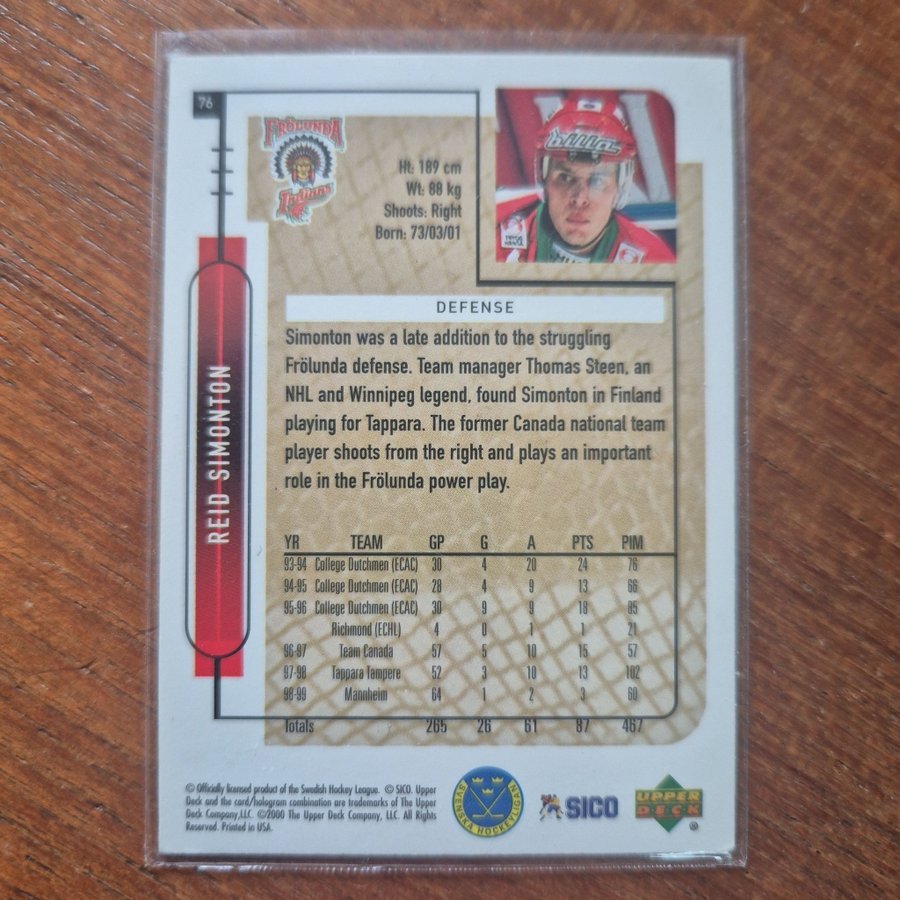 76
FRÖLUNDA
Indians
Ht: 189 cm
Wt: 88 kg
Shoots: Right
Born: 73/03/01
REID SIMONTON
DEFENSE
Simonton was a late addition to the struggling
Frölunda defense. Team manager Thomas Steen, an
NHL and Winnipeg legend, found Simonton in Finland
playing for Tappara. The former Canada national team
player shoots from the right and plays an important
role in the Frölunda power play.
YR TEAM GP G A PTS PIM
93-94 College Dutchmen (ECAC) 30 4 20 24 76
94-95 College Dutchmen (ECAC) 28 4 9 13 66
95-96 College Dutchmen (ECAC) 30 9 9 18 85
Richmond (ECHL) 4 0 1 1 21
96-97 Team Canada 57 5 10 15 57
97-98 Tappara Tampere 52 3 10 13 102
98-99 Mannheim 64 1 2 3 60
Totals 265 26 61 87 467
© Officially licensed product of the Swedish Hockey League. © SICO. Upper
Deck and the card/hologram combination are trademarks of The Upper
Deck Company,LLC. ©2000 The Upper Deck Company, LLC. All Rights
Reserved. Printed in USA.
SVENSKA HOCKEYLIGAN
SICO
UPPER
DECK